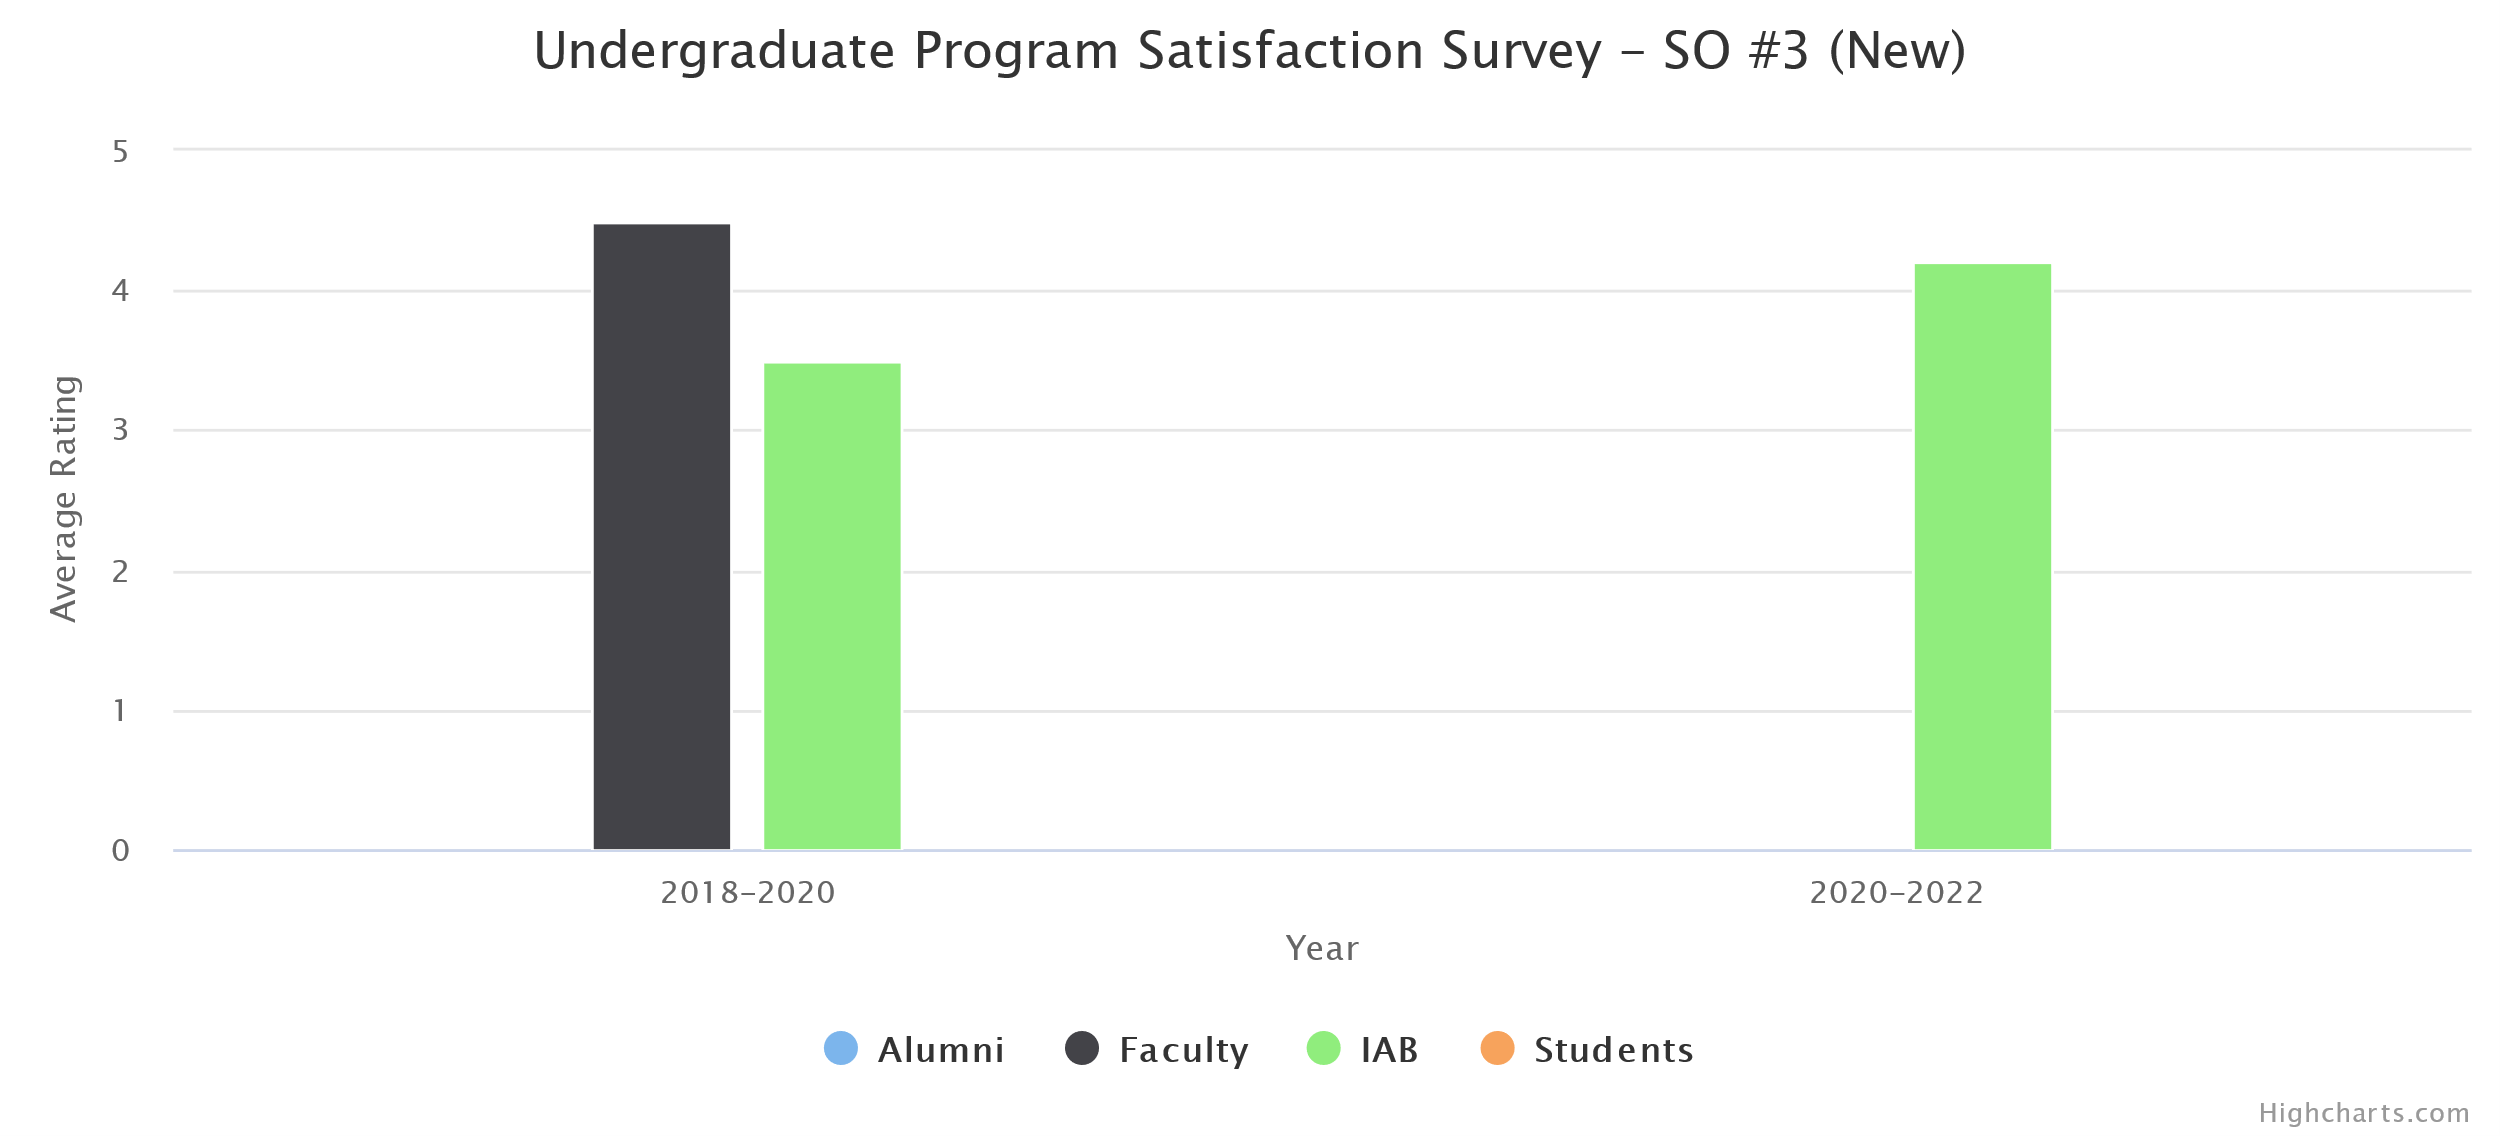 Undergraduate Program Satisfaction Survey – SO #3 (New)
5
4
3
2
1
0
Average Rating
2018–2020 2020–2022
Year
Alumni Faculty IAB Students
Highcharts.com